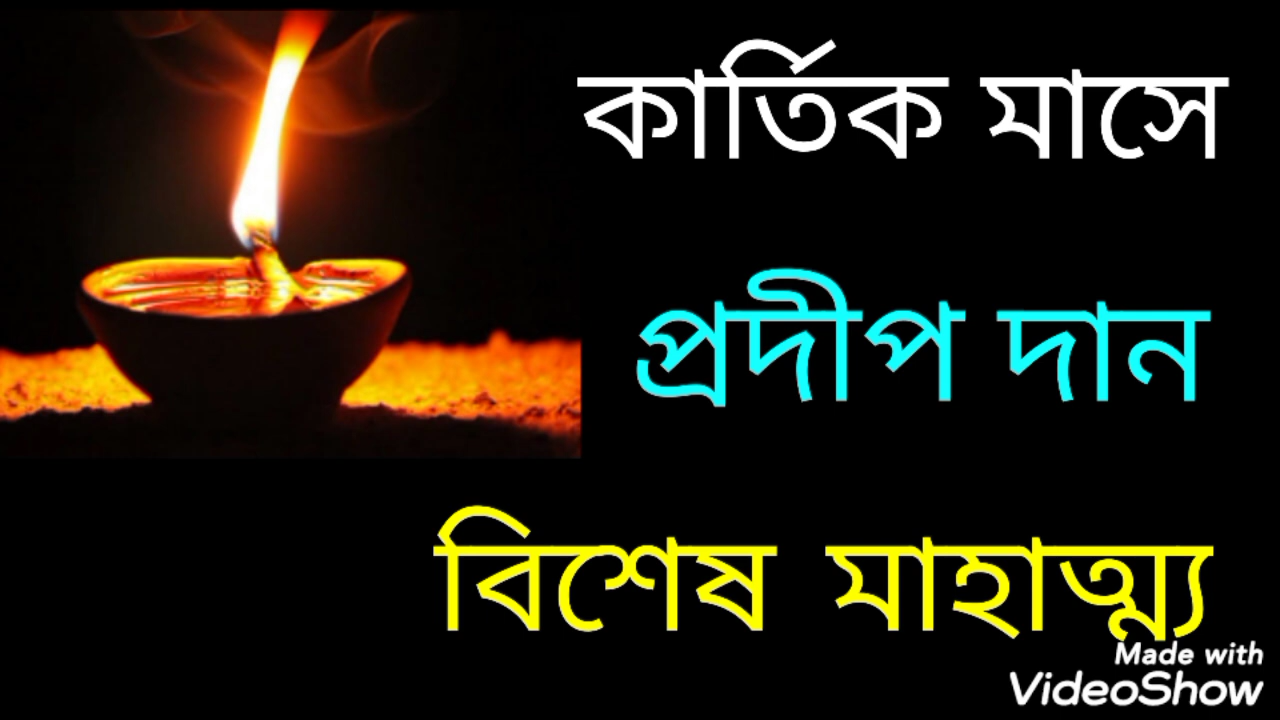 কার্তিক মাসে
প্রদীপ দান
বিশেষ মাহাত্ম্য
Made with
VideoShow